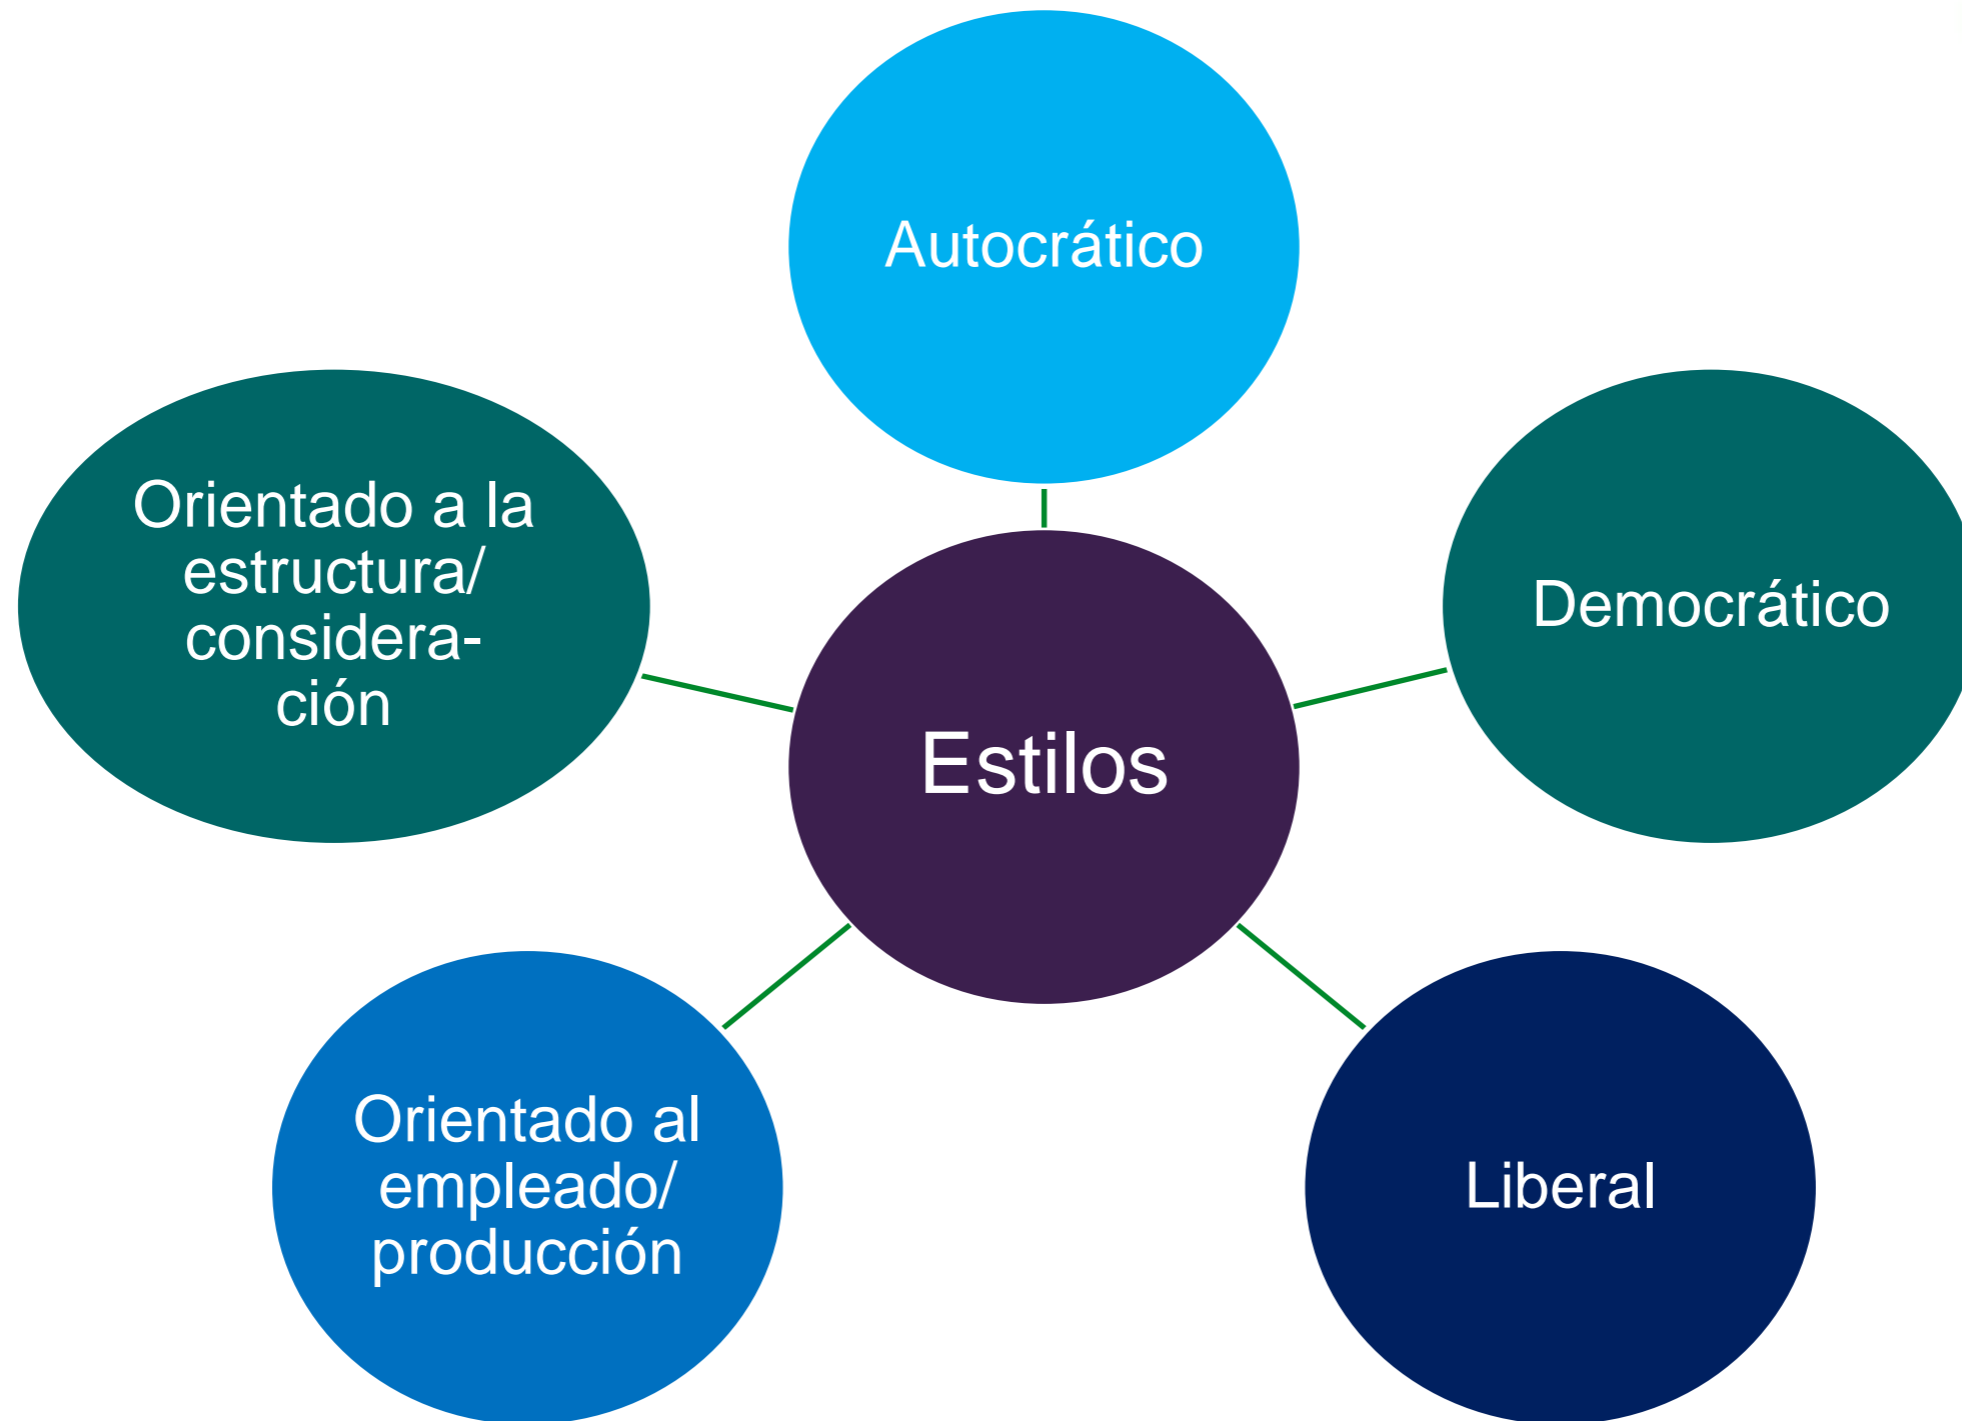 Autocrático
Orientado a la
estructura/
considera-
ción
Democrático
Estilos
Orientado al
empleado/
producción
Liberal